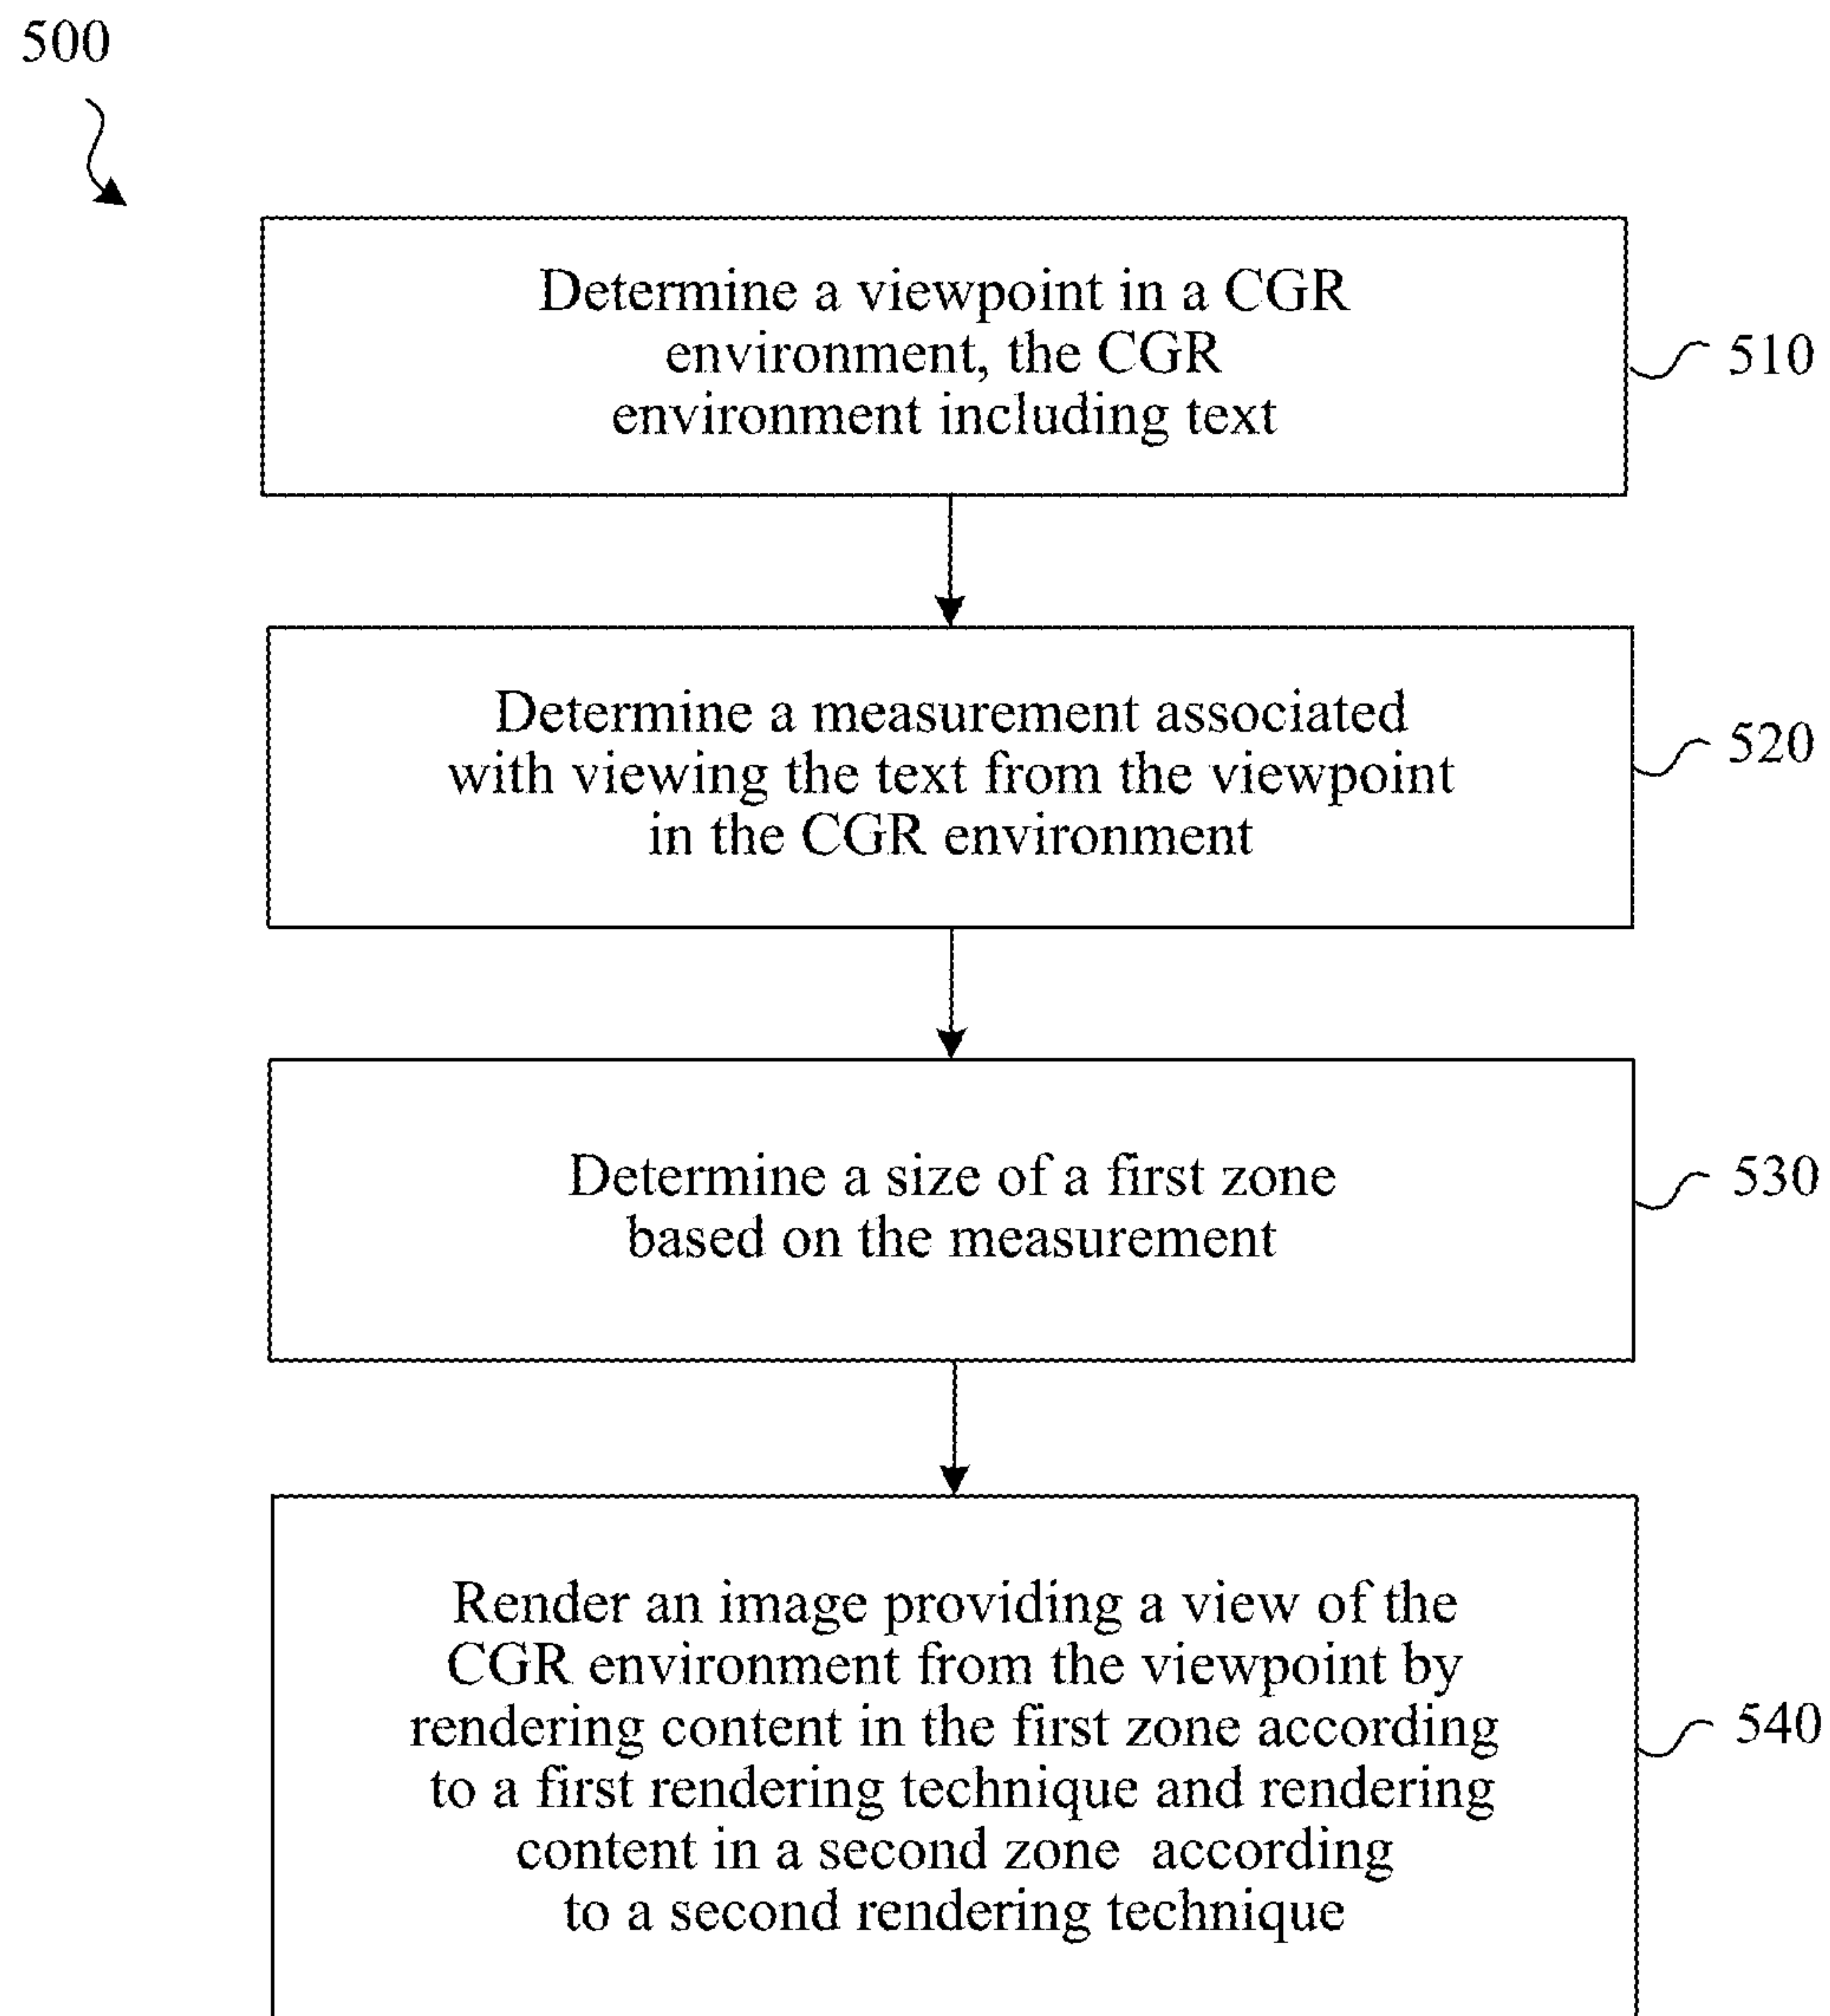 500
Determine a viewpoint in a CGR
environment, the CGR
environment including text
510
Determine a measurement associated
with viewing the text from the viewpoint
in the CGR environment
520
Determine a size of a first zone
based on the measurement
530
Render an image providing a view of the
CGR environment from the viewpoint by
rendering content in the first zone according
to a first rendering technique and rendering
content in a second zone according
to a second rendering technique
540